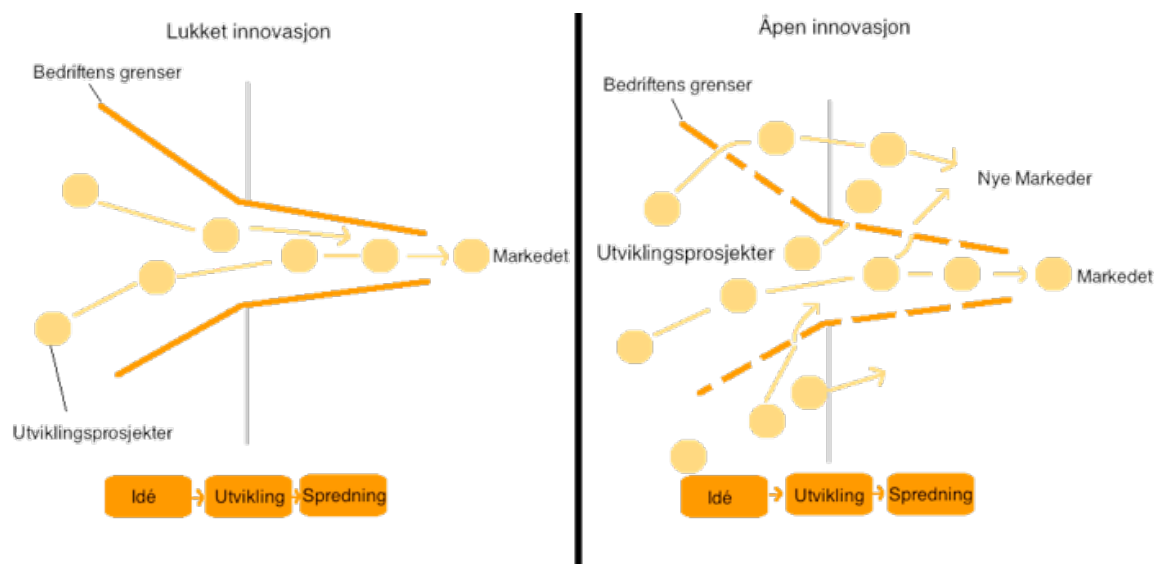 Lukket innovasjon
Bedriftens grenser
Markedet
Utviklingsprosjekter
Idé
Utvikling
Spredning
Åpen innovasjon
Bedriftens grenser
Nye Markeder
Utviklingsprosjekter
Markedet
Idé
Utvikling
Spredning